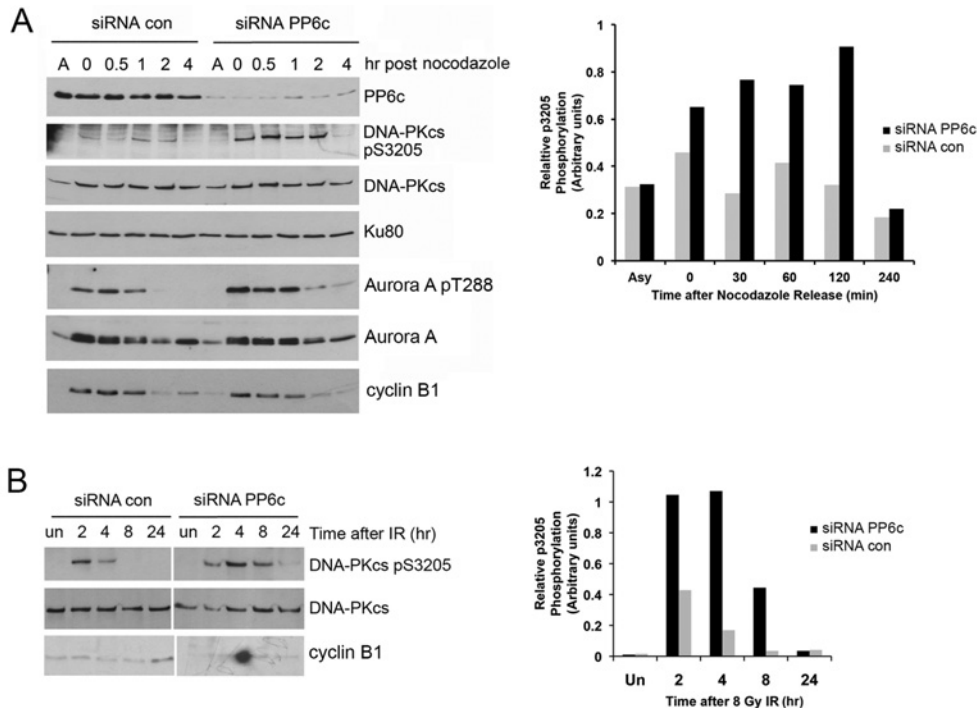 A
siRNA con siRNA PP6c
A 0 0.5 1 2 4 A 0 0.5 1 2 4 hr post nocodazole
PP6c
DNA-PKcs
pS3205
DNA-PKcs
Ku80
Aurora A pT288
Aurora A
cyclin B1
Relaltive p3205
Phosphorylation
(Arbitrary units)
1
0.8
0.6
0.4
0.2
0
siRNA PP6c
siRNA con
Asy 0 30 60 120 240
Time after Nocodazole Release (min)
B
siRNA con siRNA PP6c
un 2 4 8 24 un 2 4 8 24 Time after IR (hr)
DNA-PKcs pS3205
DNA-PKcs
cyclin B1
Relative p3205
Phosphorylation
(Arbitrary units)
1.2
1
0.8
0.6
0.4
0.2
0
siRNA PP6c
siRNA con
Un 2 4 8 24
Time after 8 Gy IR (hr)